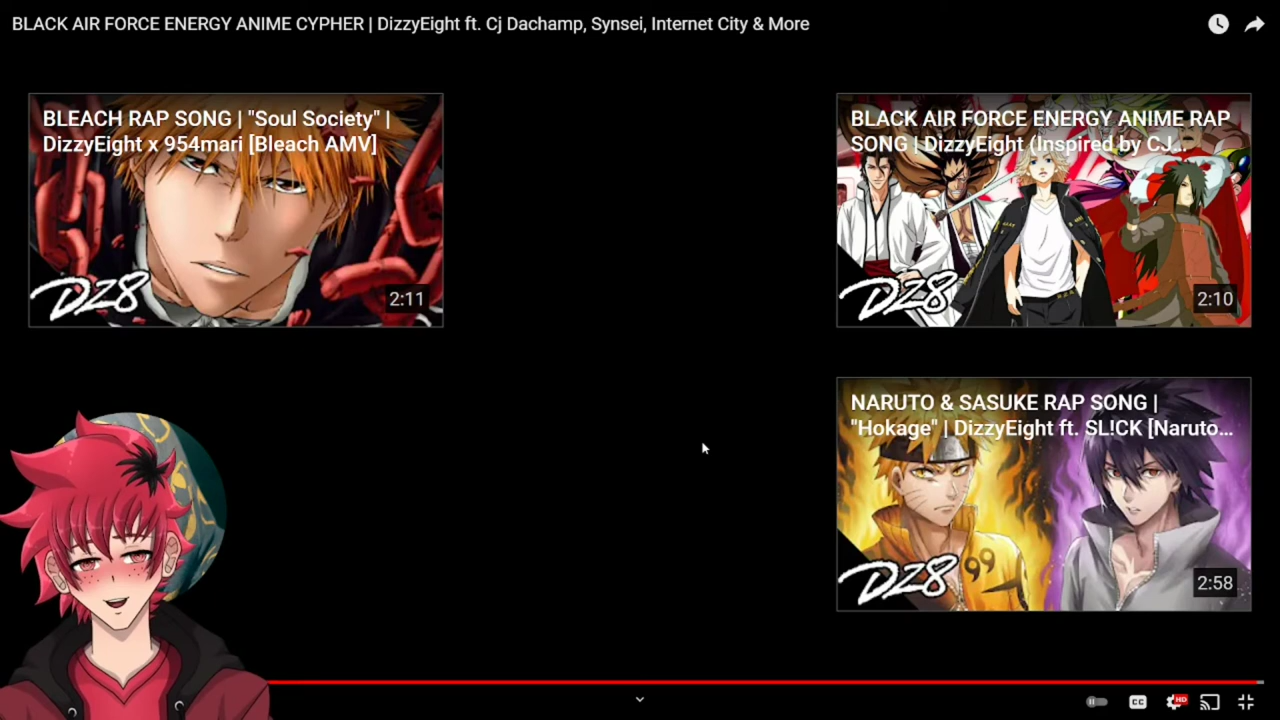 BLACK AIR FORCE ENERGY ANIME CYPHER | DizzyEight ft. Cj Dachamp, Synsei, Internet City & More
BLEACH RAP SONG | "Soul Society" |
DizzyEight x 954mari [Bleach AMV]
DZ8
2:11
BLACK AIR FORCE ENERGY ANIME RAP
SONG | DizzyEight (Inspired by CJ...
DZ8
2:10
NARUTO & SASUKE RAP SONG |
"Hokage" | DizzyEight ft. SL!CK [Naruto...
DZ8
2:58
CC
HD